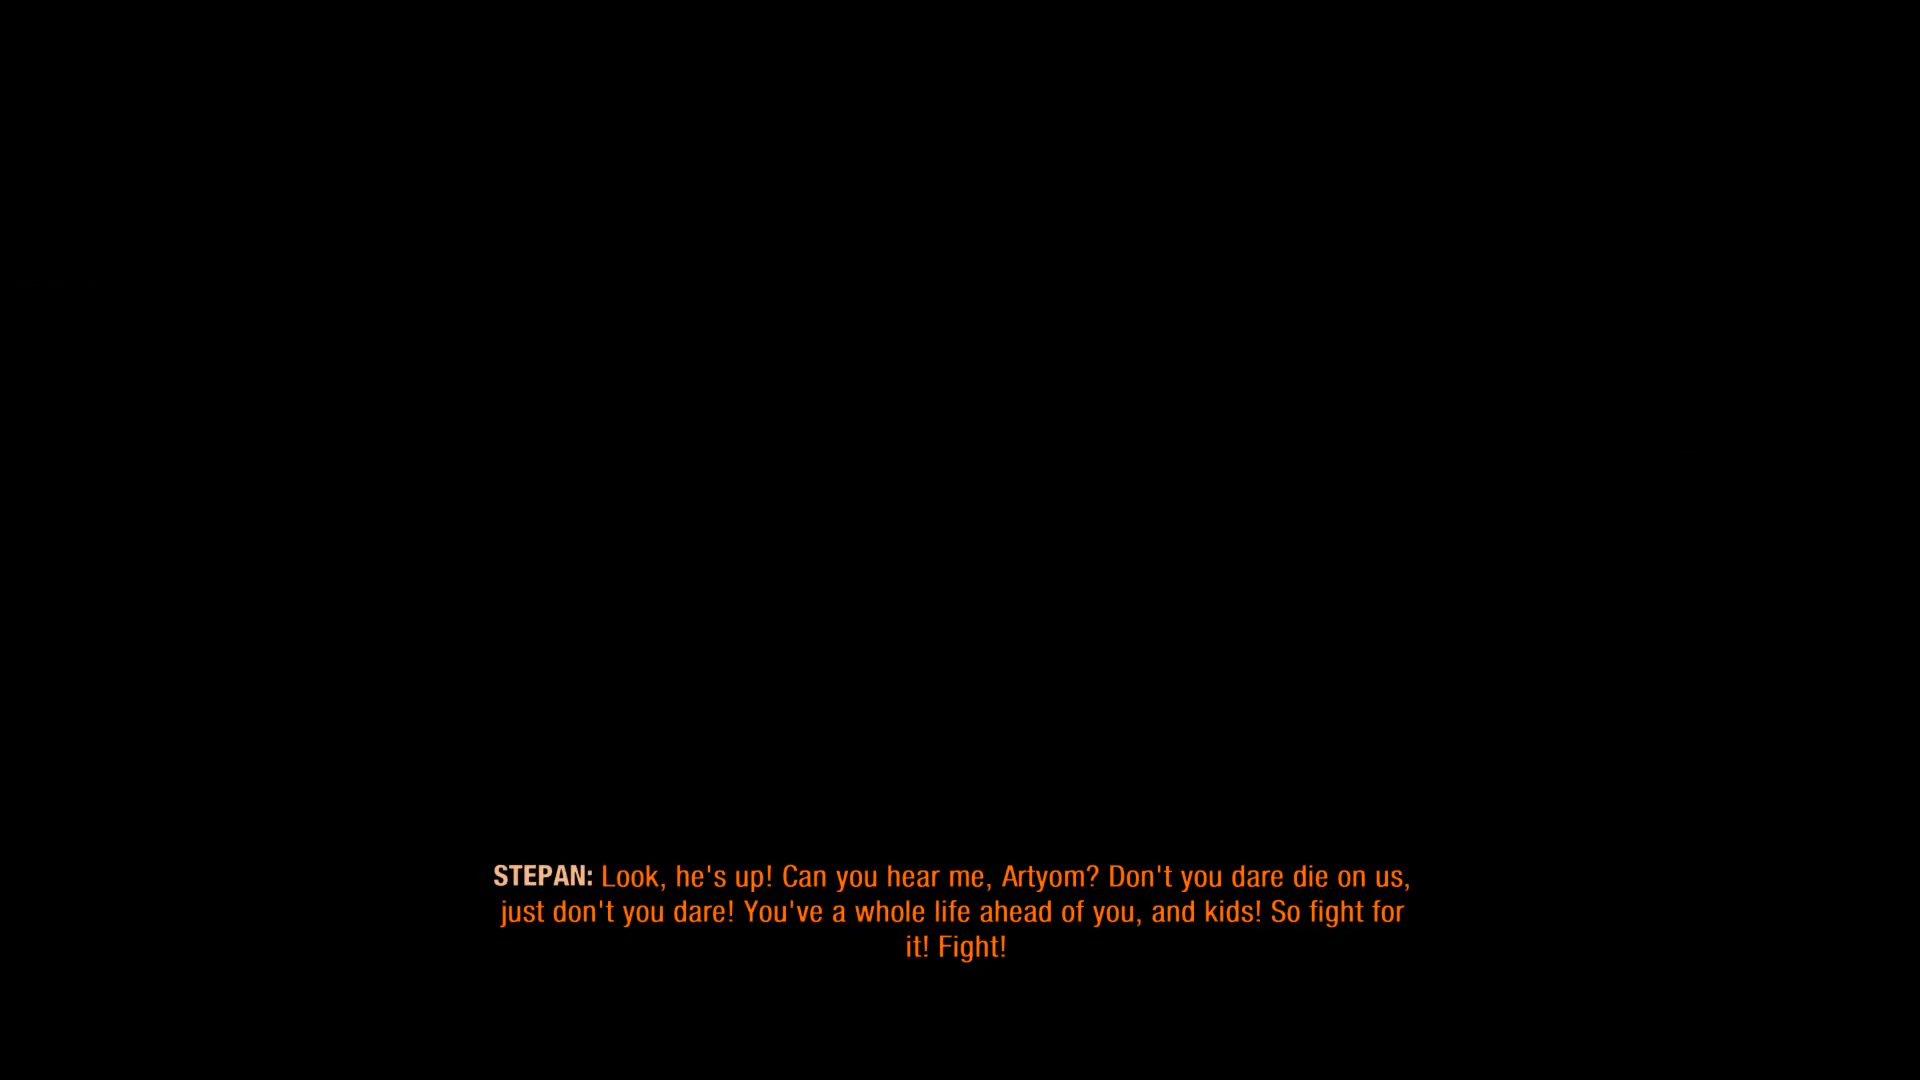 STEPAN: Look, he's up! Can you hear me, Artyom? Don't you dare die on us,
just don't you dare! You've a whole life ahead of you, and kids! So fight for
it! Fight!